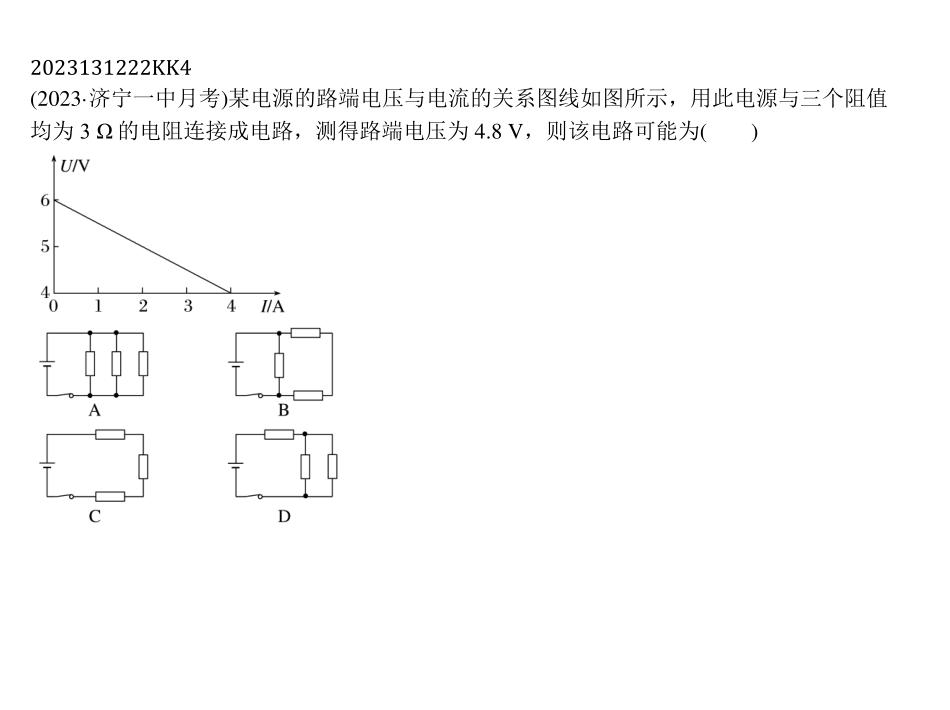 2023131222KK4
(2023·济宁一中月考)某电源的路端电压与电流的关系图线如图所示，用此电源与三个阻值
均为 3 Ω 的电阻连接成电路，测得路端电压为 4.8 V，则该电路可能为(　　)
U/V
6
5
4
0 1 2 3 4 I/A
A B
C D